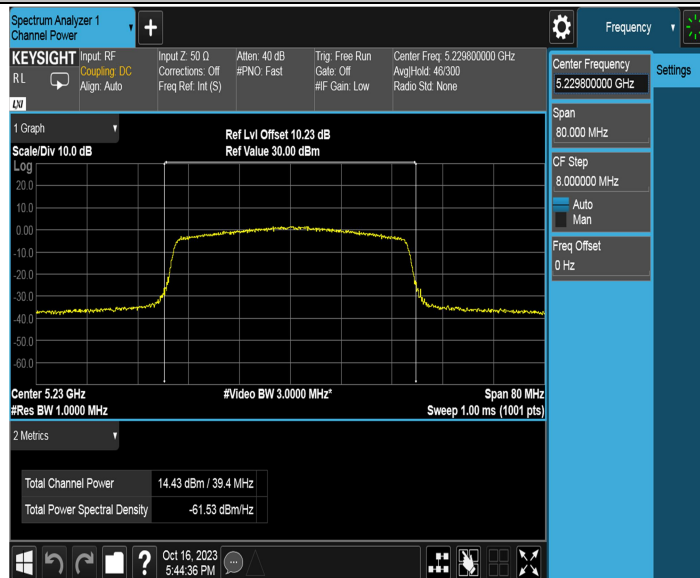 Spectrum Analyzer 1
Channel Power
+
Frequency
KEYSIGHT
RL
LXI
Input: RF
Coupling: DC
Align: Auto
Input Z: 50 Ω
Corrections: Off
Freq Ref: Int (S)
Atten: 40 dB
#PNO: Fast
Trig: Free Run
Gate: Off
#IF Gain: Low
Center Freq: 5.229800000 GHz
Avg|Hold: 46/300
Radio Std: None
Center Frequency
5.229800000 GHz
Settings
Span
80.000 MHz
CF Step
8.000000 MHz
Auto
Man
Freq Offset
0 Hz
1 Graph
Scale/Div 10.0 dB
Ref Lvl Offset 10.23 dB
Ref Value 30.00 dBm
Log
20.0
10.0
0.00
-10.0
-20.0
-30.0
-40.0
-50.0
-60.0
Center 5.23 GHz
#Video BW 3.0000 MHz*
Span 80 MHz
#Res BW 1.0000 MHz
Sweep 1.00 ms (1001 pts)
2 Metrics
Total Channel Power 14.43 dBm / 39.4 MHz
Total Power Spectral Density -61.53 dBm/Hz
?
Oct 16, 2023
5:44:36 PM